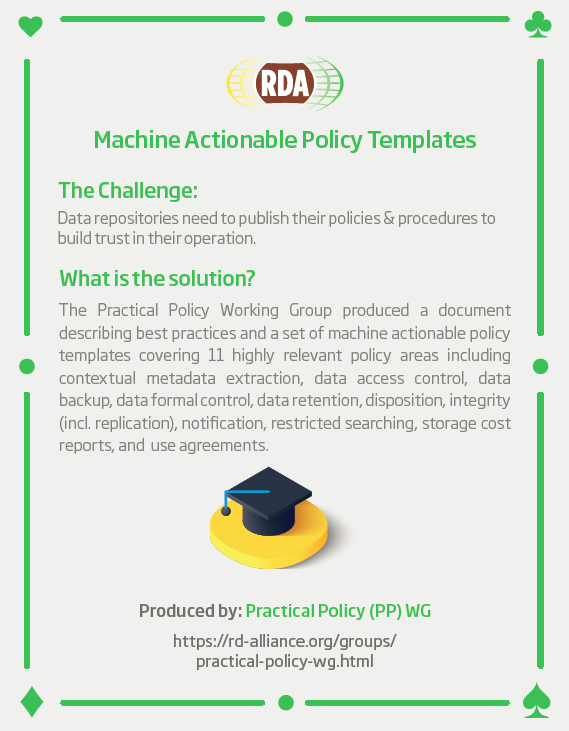 RDA
Machine Actionable Policy Templates
The Challenge:
Data repositories need to publish their policies & procedures to
build trust in their operation.
What is the solution?
The Practical Policy Working Group produced a document
describing best practices and a set of machine actionable policy
templates covering 11 highly relevant policy areas including
contextual metadata extraction, data access control, data
backup, data formal control, data retention, disposition, integrity
(incl. replication), notification, restricted searching, storage cost
reports, and use agreements.
Produced by: Practical Policy (PP) WG
https://rd-alliance.org/groups/
practical-policy-wg.html